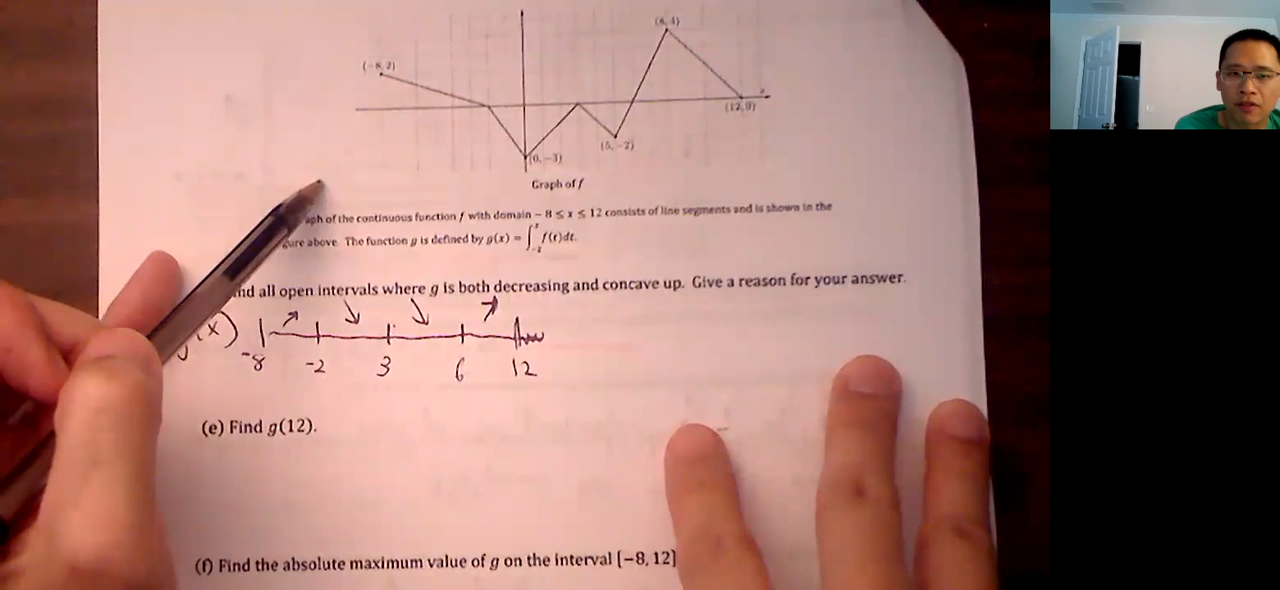 (-8, 2)
(8, 4)
x
(12, 0)
(0, -3)
(5, -2)
Graph of f
aph of the continuous function f with domain - 8 ≤ x ≤ 12 consists of line segments and is shown in the
gure above. The function g is defined by g(x) = ∫_{-2}^{x} f(t)dt.
nd all open intervals where g is both decreasing and concave up. Give a reason for your answer.
(x)
-8 -2 3 6 12
(e) Find g(12).
(f) Find the absolute maximum value of g on the interval [-8, 12]